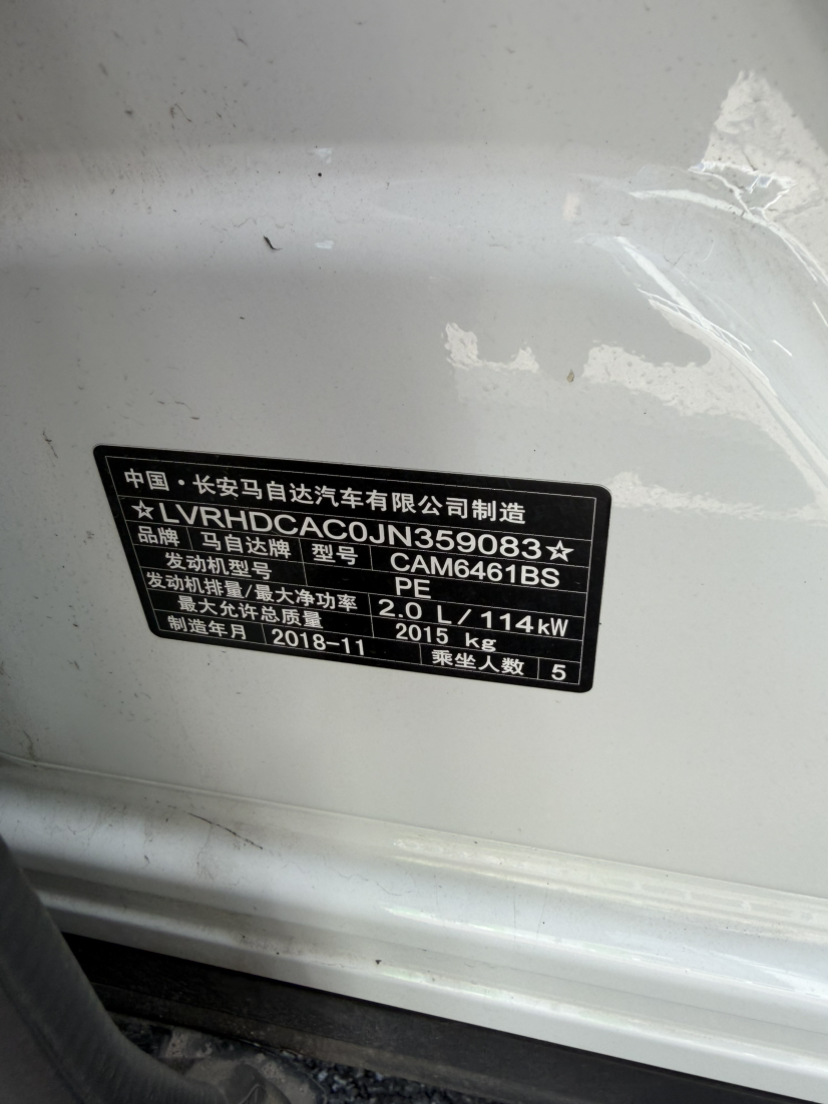 中国·长安马自达汽车有限公司制造
☆LVRHDCAC0JN359083☆
品牌 马自达牌 型号 CAM6461BS
发动机型号 PE
发动机排量/最大净功率 2.0 L/114kW
最大允许总质量 2015 kg
制造年月 2018-11 乘坐人数 5